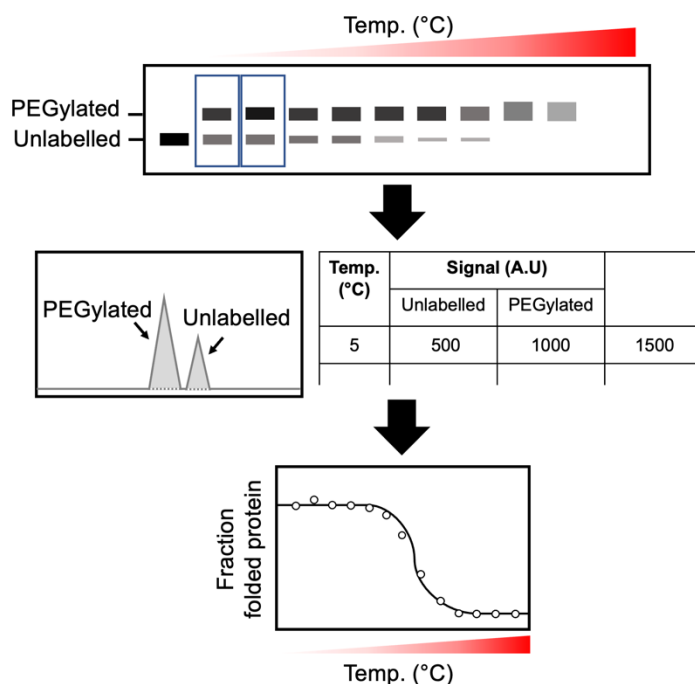 Temp. (°C)
PEGylated
Unlabelled
PEGylated
Unlabelled
Temp.
(°C)
Signal (A.U)
Unlabelled
PEGylated
5
500
1000
1500
Fraction
folded protein
Temp. (°C)